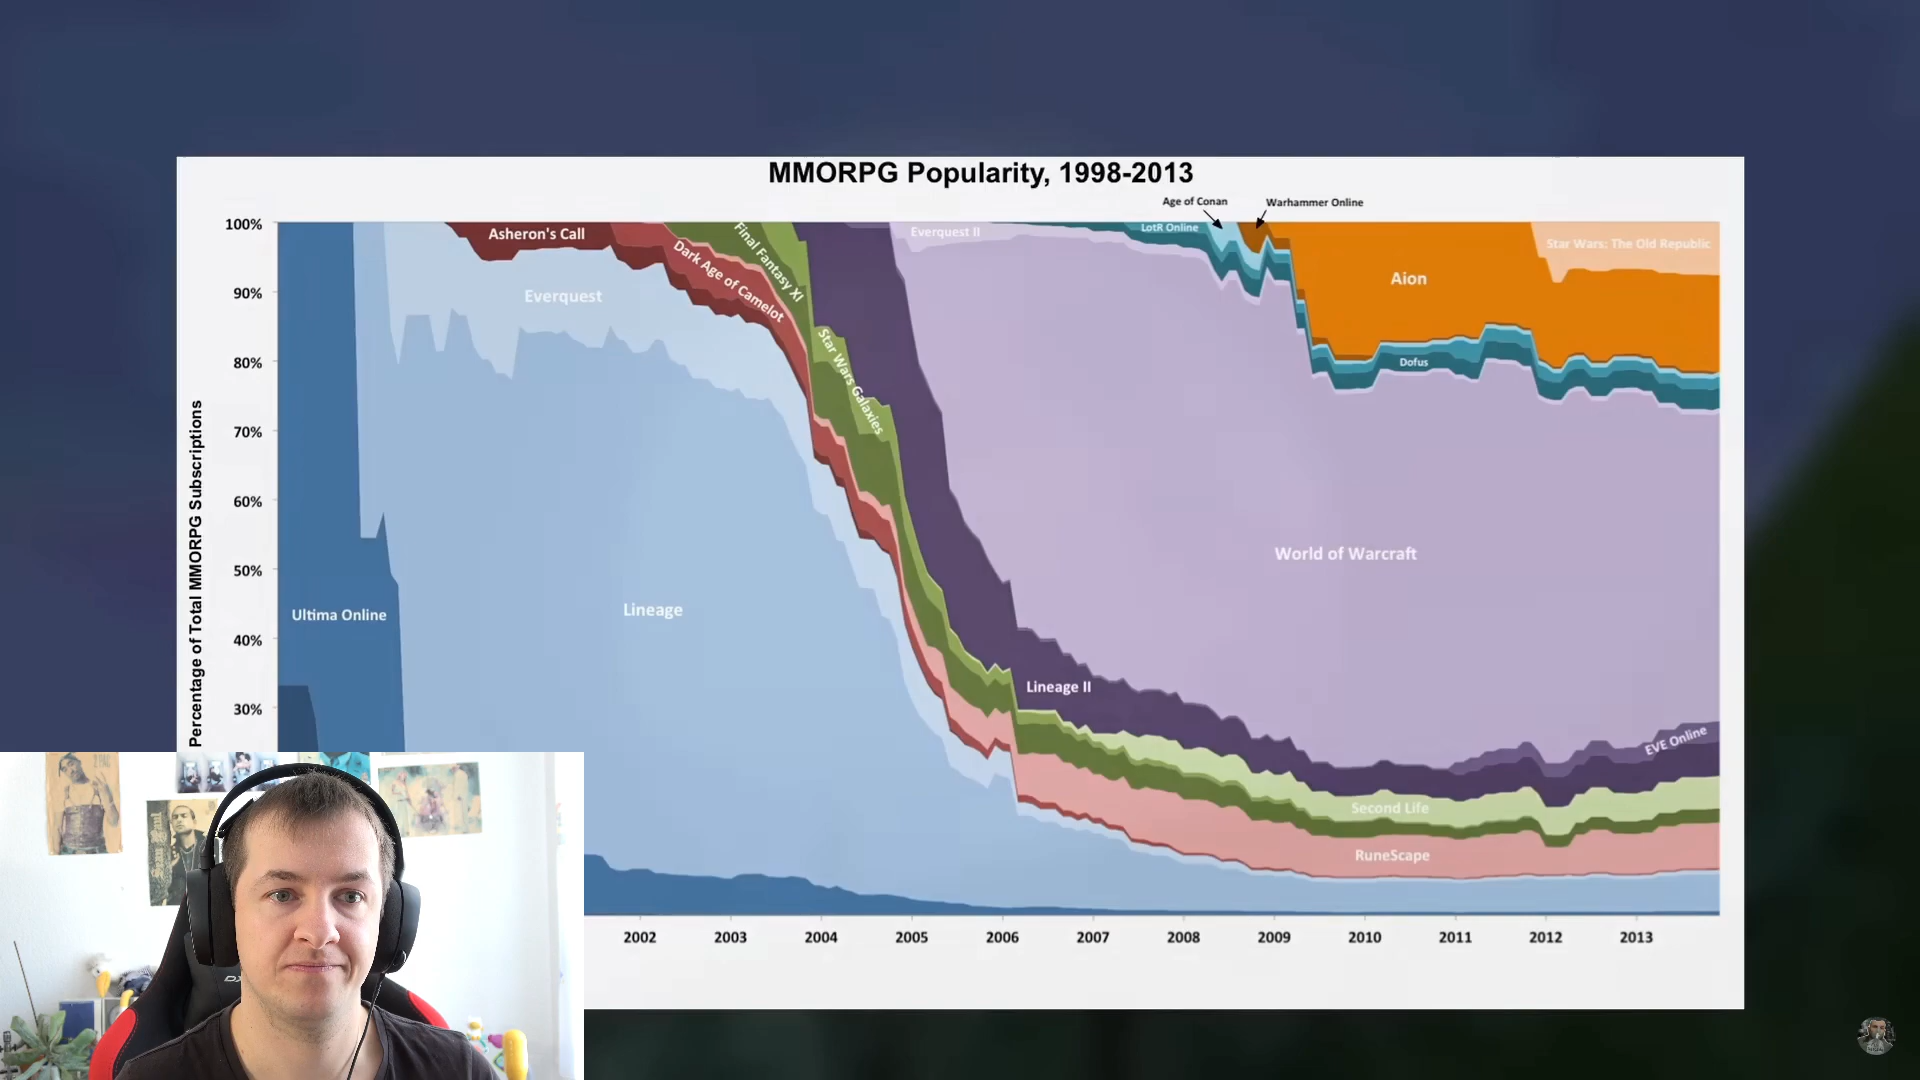 MMORPG Popularity, 1998-2013
Age of Conan
Warhammer Online
100%
90%
80%
70%
60%
50%
40%
30%
Percentage of Total MMORPG Subscriptions
Asheron's Call
Final Fantasy XI
Everquest II
LotR Online
Star Wars: The Old Republic
Dark Age of Camelot
Everquest
Aion
Star Wars Galaxies
Dofus
World of Warcraft
Ultima Online
Lineage
Lineage II
EVE Online
Second Life
RuneScape
2002
2003
2004
2005
2006
2007
2008
2009
2010
2011
2012
2013